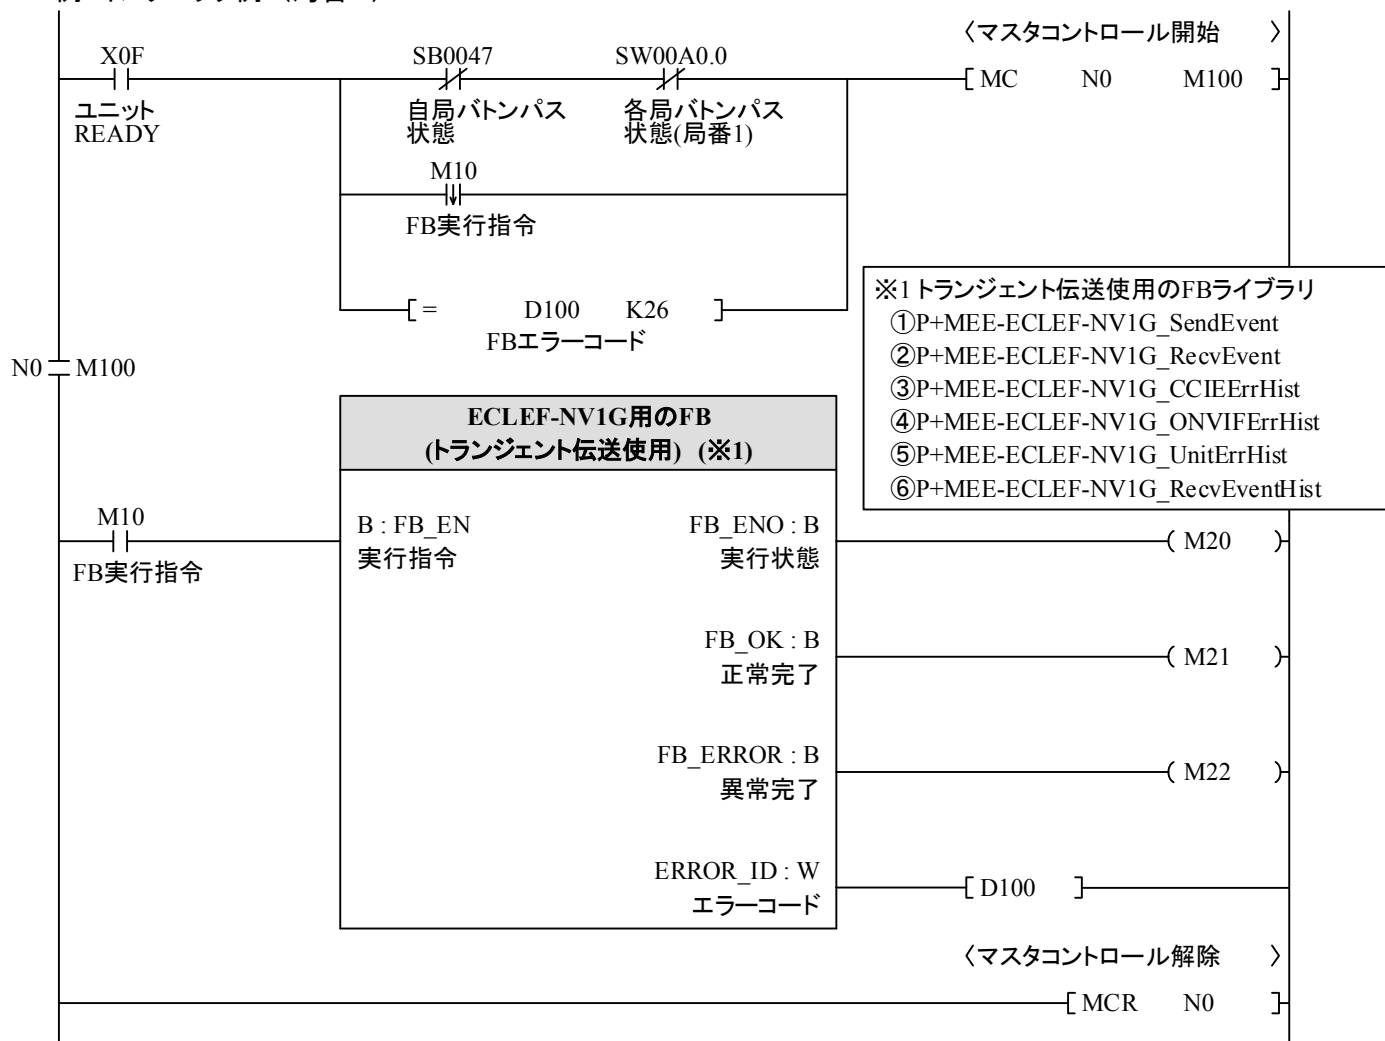 〈マスタコントロール開始 〉
X0F
SB0047
SW00A0.0
[ MC N0 M100 ]
ユニット
READY
自局バトンパス
状態
各局バトンパス
状態(局番1)
M10
FB実行指令
[ = D100 K26 ]
FBエラーコード
※1 トランジェント伝送使用のFBライブラリ
①P+MEE-ECLEF-NV1G_SendEvent
②P+MEE-ECLEF-NV1G_RecvEvent
③P+MEE-ECLEF-NV1G_CCIEErrHist
④P+MEE-ECLEF-NV1G_ONVIFErrHist
⑤P+MEE-ECLEF-NV1G_UnitErrHist
⑥P+MEE-ECLEF-NV1G_RecvEventHist
N0 M100
ECLEF-NV1G用のFB
(トランジェント伝送使用) (※1)
M10
FB実行指令
B : FB_EN
実行指令
FB_ENO : B
実行状態
( M20 )
FB_OK : B
正常完了
( M21 )
FB_ERROR : B
異常完了
( M22 )
ERROR_ID : W
エラーコード
[ D100 ]
〈マスタコントロール解除 〉
[ MCR N0 ]